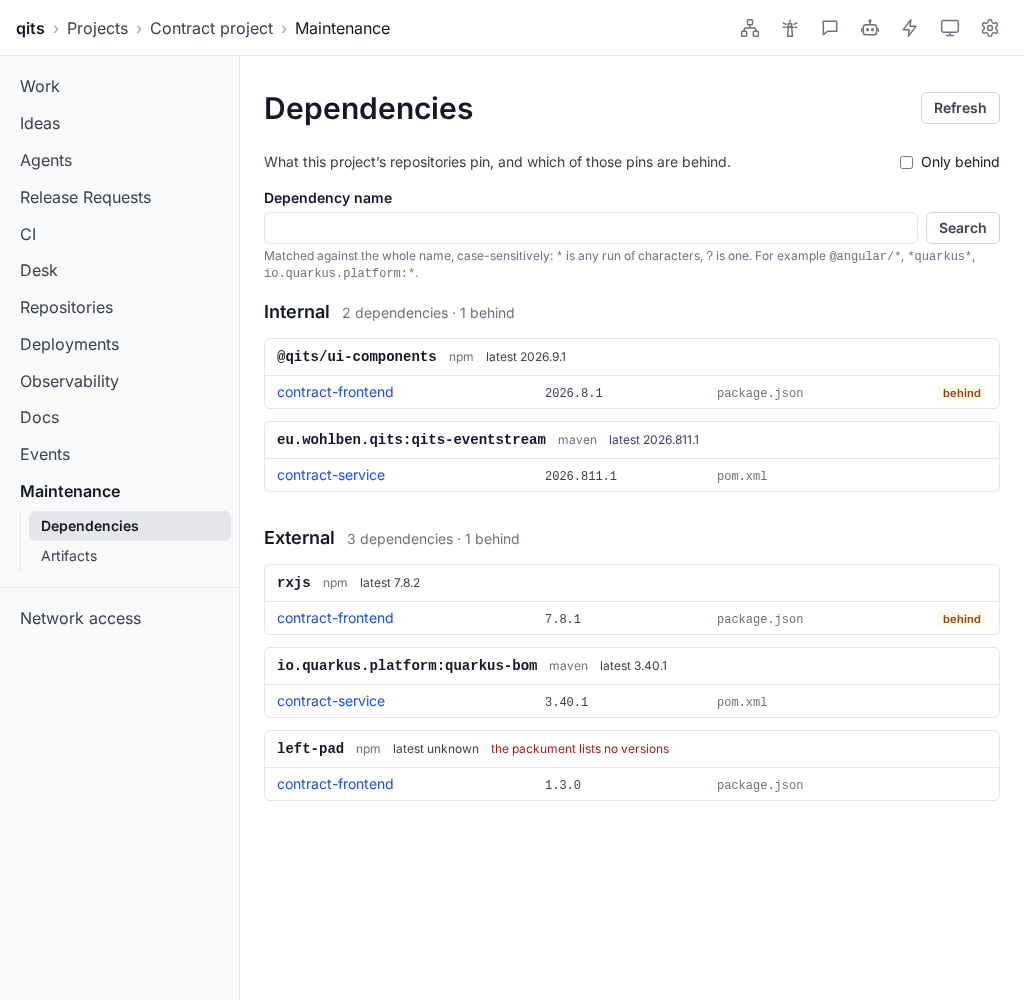 qits › Projects › Contract project › Maintenance
Work
Ideas
Agents
Release Requests
CI
Desk
Repositories
Deployments
Observability
Docs
Events
Maintenance
Dependencies
Artifacts
Network access
Dependencies
Refresh
What this project's repositories pin, and which of those pins are behind.
Only behind
Dependency name
Search
Matched against the whole name, case-sensitively: * is any run of characters, ? is one. For example @angular/*, *quarkus*,
io.quarkus.platform:*.
Internal 2 dependencies · 1 behind
@qits/ui-components npm latest 2026.9.1
contract-frontend 2026.8.1 package.json behind
eu.wohlben.qits:qits-eventstream maven latest 2026.811.1
contract-service 2026.811.1 pom.xml
External 3 dependencies · 1 behind
rxjs npm latest 7.8.2
contract-frontend 7.8.1 package.json behind
io.quarkus.platform:quarkus-bom maven latest 3.40.1
contract-service 3.40.1 pom.xml
left-pad npm latest unknown the packument lists no versions
contract-frontend 1.3.0 package.json